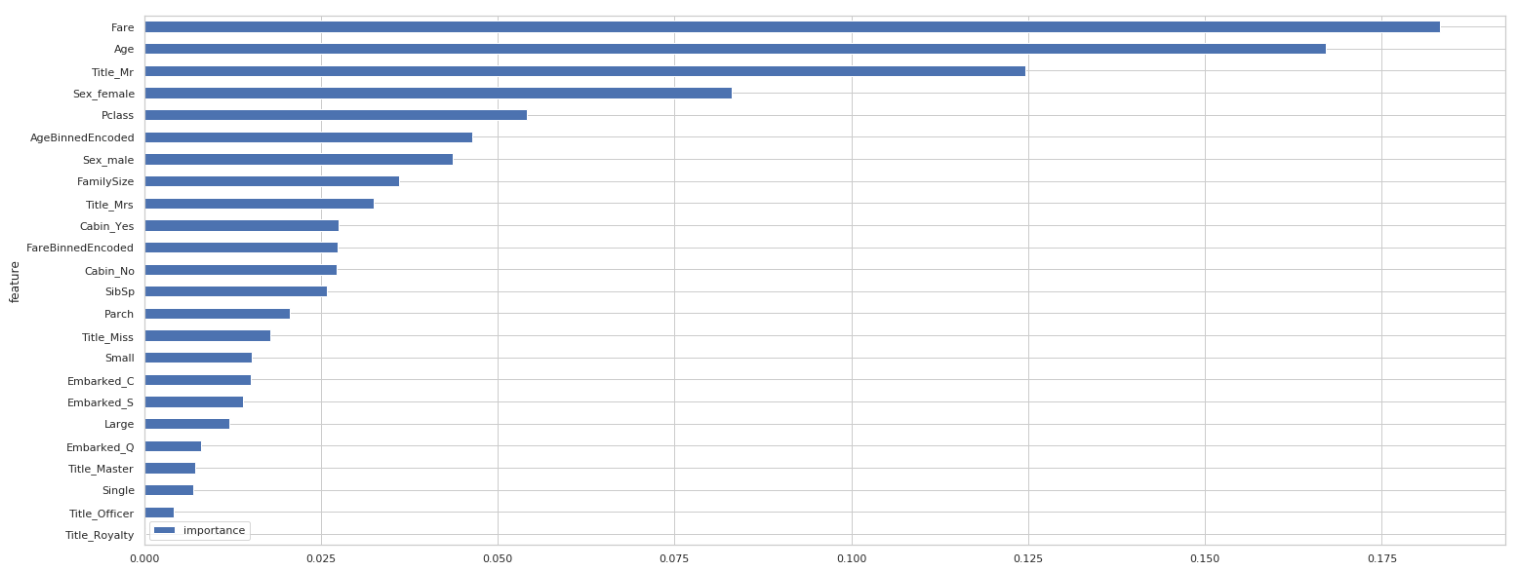 Fare
Age
Title_Mr
Sex_female
Pclass
AgeBinnedEncoded
Sex_male
FamilySize
Title_Mrs
Cabin_Yes
FareBinnedEncoded
Cabin_No
SibSp
Parch
Title_Miss
Small
Embarked_C
Embarked_S
Large
Embarked_Q
Title_Master
Single
Title_Officer
Title_Royalty
feature
importance
0.000 0.025 0.050 0.075 0.100 0.125 0.150 0.175